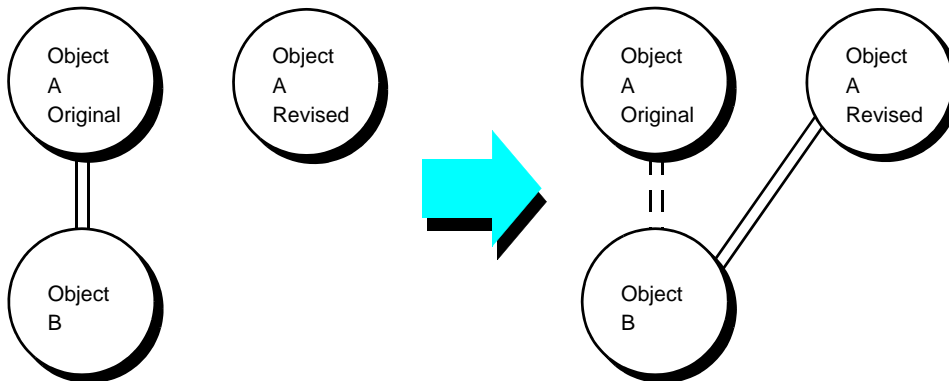 Object
A
Original
Object
A
Revised
Object
B
Object
A
Original
Object
A
Revised
Object
B